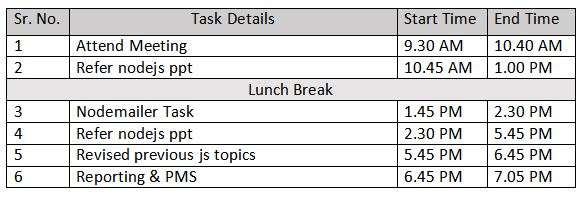 Sr. No. Task Details Start Time End Time
1 Attend Meeting 9.30 AM 10.40 AM
2 Refer nodejs ppt 10.45 AM 1.00 PM
Lunch Break
3 Nodemailer Task 1.45 PM 2.30 PM
4 Refer nodejs ppt 2.30 PM 5.45 PM
5 Revised previous js topics 5.45 PM 6.45 PM
6 Reporting & PMS 6.45 PM 7.05 PM